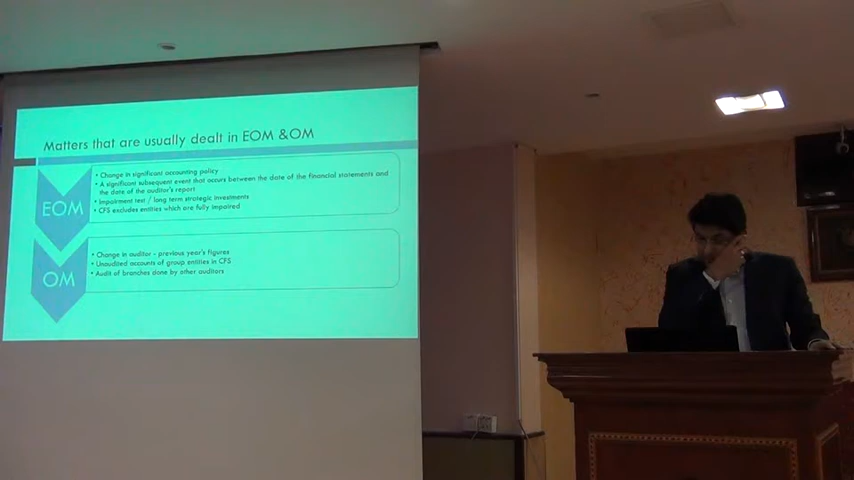 Matters that are usually dealt in EOM &OM
EOM
• Change in significant accounting policy
• A significant subsequent event that occurs between the date of the financial statements and
the date of the auditor's report
• Impairment test / long term strategic investments
• CFS excludes entities which are fully impaired
OM
• Change in auditor - previous year's figures
• Unaudited accounts of group entities in CFS
• Audit of branches done by other auditors